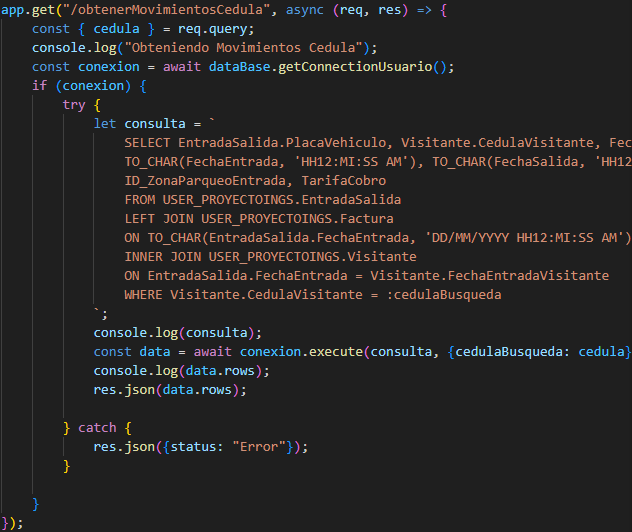 app.get("/obtenerMovimientosCedula", async (req, res) => {
    const { cedula } = req.query;
    console.log("Obteniendo Movimientos Cedula");
    const conexion = await dataBase.getConnectionUsuario();
    if (conexion) {
        try {
            let consulta = `
                SELECT EntradaSalida.PlacaVehiculo, Visitante.CedulaVisitante, Fec
                TO_CHAR(FechaEntrada, 'HH12:MI:SS AM'), TO_CHAR(FechaSalida, 'HH12
                ID_ZonaParqueoEntrada, TarifaCobro
                FROM USER_PROYECTOINGS.EntradaSalida
                LEFT JOIN USER_PROYECTOINGS.Factura
                ON TO_CHAR(EntradaSalida.FechaEntrada, 'DD/MM/YYYY HH12:MI:SS AM')
                INNER JOIN USER_PROYECTOINGS.Visitante
                ON EntradaSalida.FechaEntrada = Visitante.FechaEntradaVisitante
                WHERE Visitante.CedulaVisitante = :cedulaBusqueda
            `;
            console.log(consulta);
            const data = await conexion.execute(consulta, {cedulaBusqueda: cedula}
            console.log(data.rows);
            res.json(data.rows);

        } catch {
            res.json({status: "Error"});
        }

    }
});